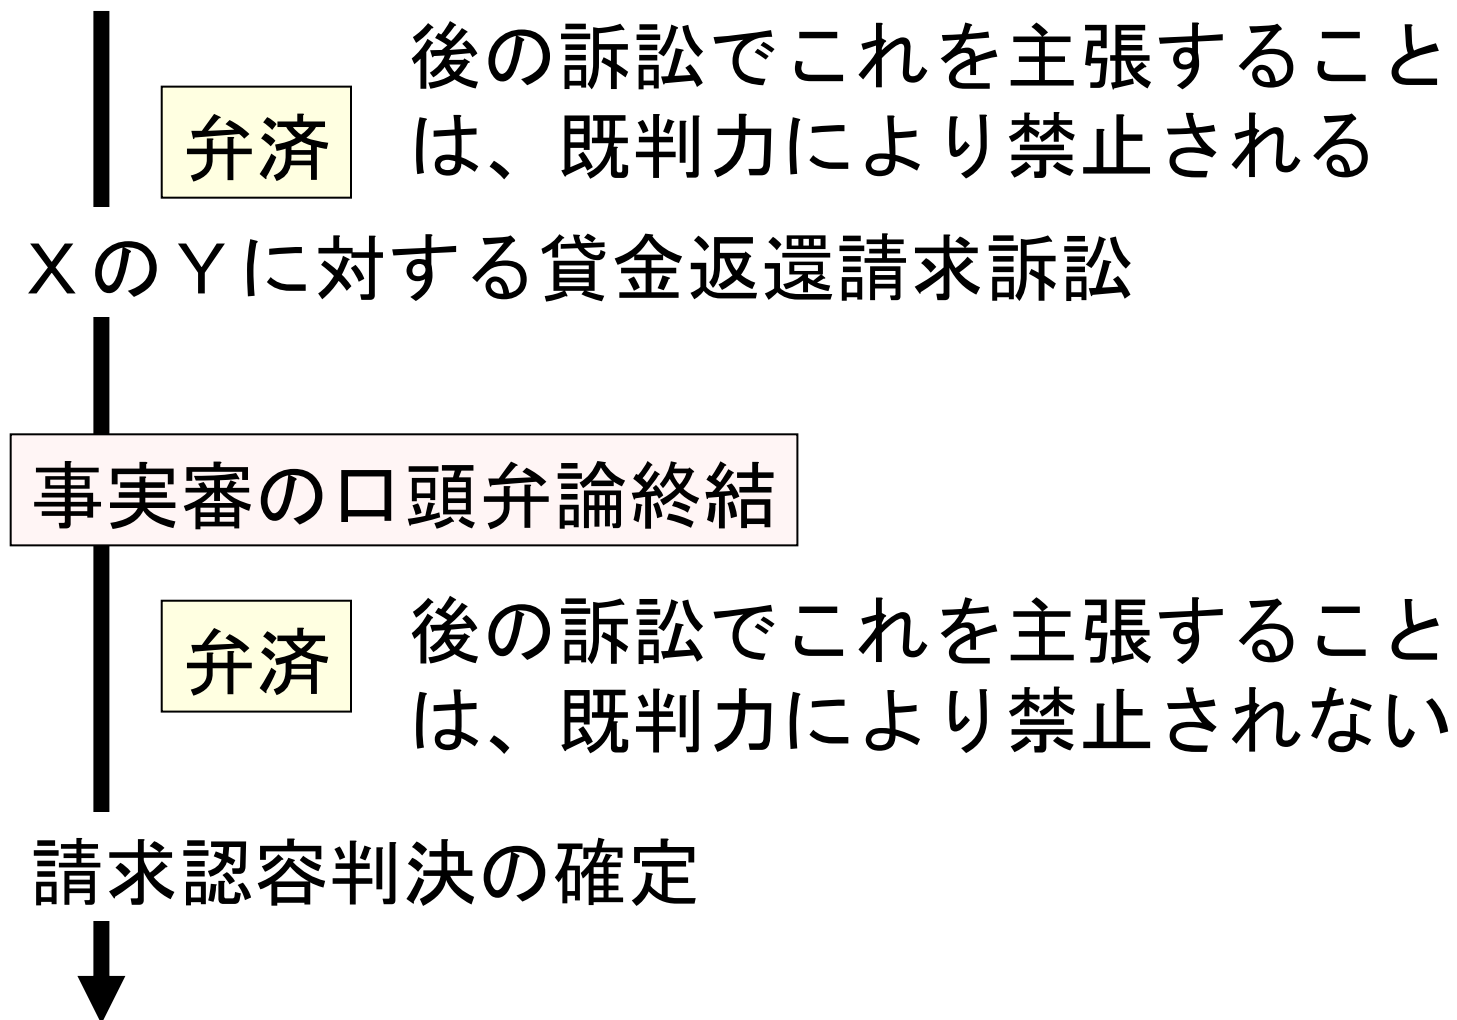 後の訴訟でこれを主張すること
は、既判力により禁止される
弁済
XのYに対する貸金返還請求訴訟
事実審の口頭弁論終結
後の訴訟でこれを主張すること
は、既判力により禁止されない
弁済
請求認容判決の確定